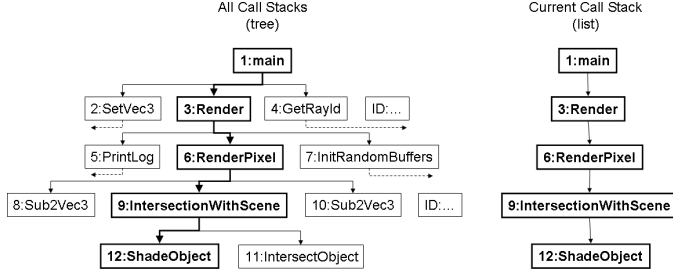 All Call Stacks
(tree)
Current Call Stack
(list)
1:main
1:main
2:SetVec3
3:Render
4:GetRayId
ID:...
3:Render
5:PrintLog
6:RenderPixel
7:InitRandomBuffers
6:RenderPixel
8:Sub2Vec3
9:IntersectionWithScene
10:Sub2Vec3
ID:...
9:IntersectionWithScene
12:ShadeObject
11:IntersectObject
12:ShadeObject